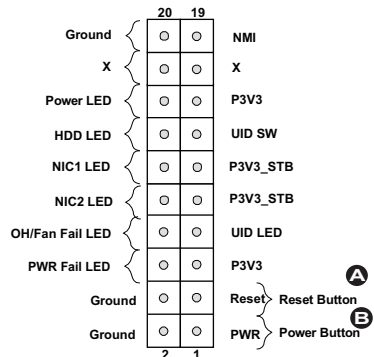 20 19
Ground NMI
X X
Power LED P3V3
HDD LED UID SW
NIC1 LED P3V3_STB
NIC2 LED P3V3_STB
OH/Fan Fail LED UID LED
PWR Fail LED P3V3
A
Ground Reset Reset Button
B
Ground PWR Power Button
2 1